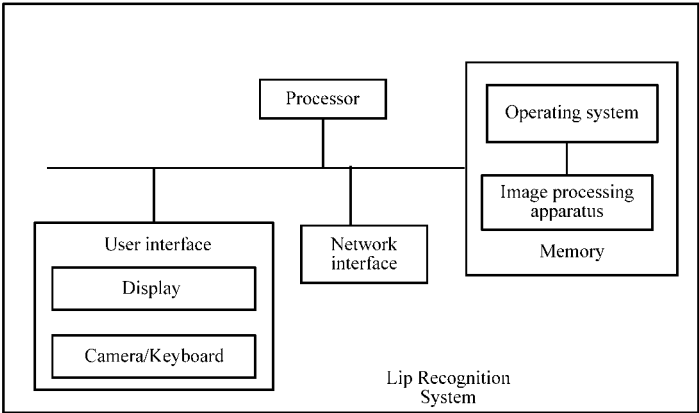 Processor
Operating system
Image processing
apparatus
Memory
User interface
Display
Camera/Keyboard
Network
interface
Lip Recognition
System